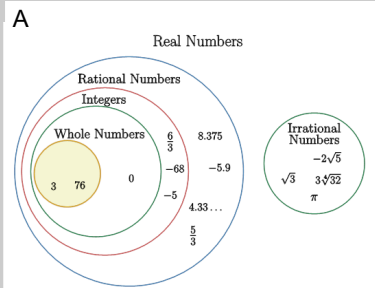 A
Real Numbers
Rational Numbers
Integers
Whole Numbers
6/3
8.375
-68
-5.9
3 76 0
-5
4.33...
5/3
Irrational
Numbers
-2√5
√3 3∜32
π